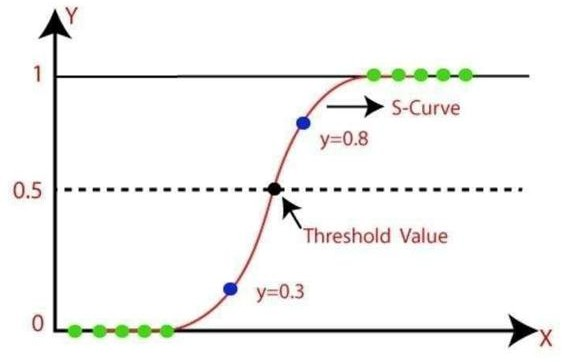 Y
1
S-Curve
y=0.8
0.5
Threshold Value
y=0.3
0
X